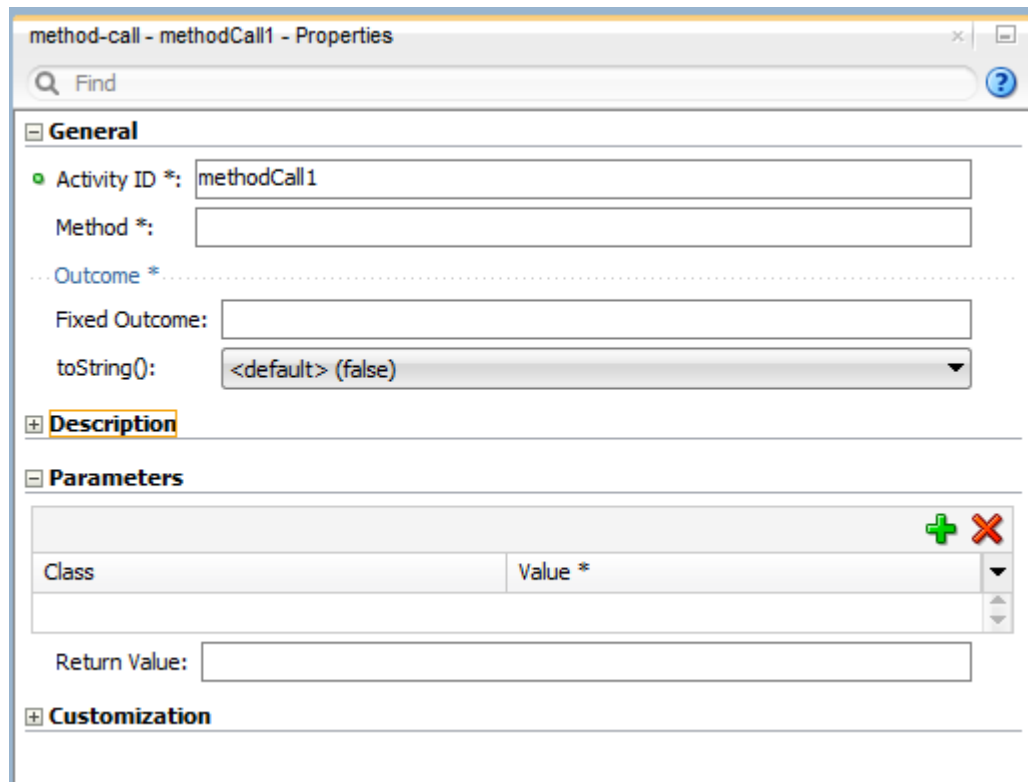 method-call - methodCall1 - Properties
Find
General
Activity ID *: methodCall1
Method *:
Outcome *
Fixed Outcome:
toString(): <default> (false)
Description
Parameters
Class Value *
Return Value:
Customization